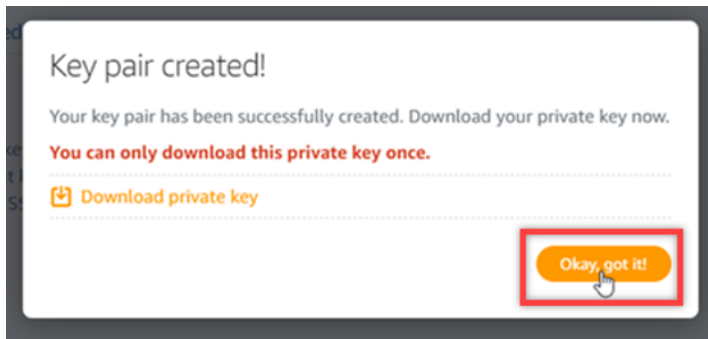 Key pair created!
Your key pair has been successfully created. Download your private key now.
You can only download this private key once.
Download private key
Okay, got it!